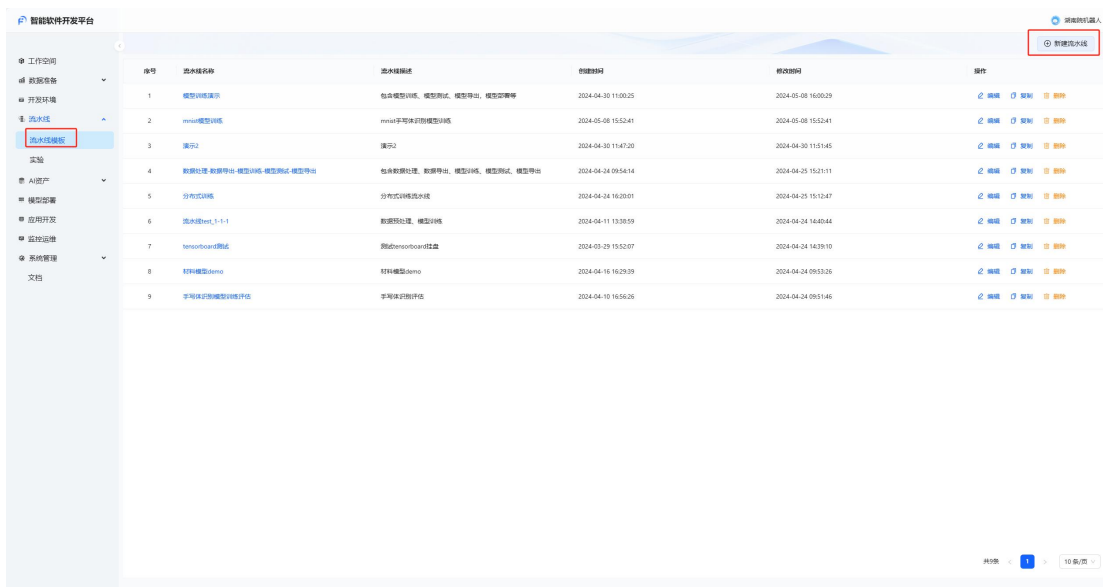 智能软件开发平台
湖南院机器人
新建流水线
工作空间
数据准备
开发环境
流水线
流水线模板
实验
AI资产
模型部署
应用开发
监控运维
系统管理
文档
序号 流水线名称 流水线描述 创建时间 修改时间 操作
1 模型训练演示 包含模型训练、模型测试、模型导出、模型部署等 2024-04-30 11:00:25 2024-05-08 16:00:29 编辑 复制 删除
2 mnist模型训练 mnist手写体识别模型训练 2024-05-08 15:52:41 2024-05-08 15:52:41 编辑 复制 删除
3 演示2 演示2 2024-04-30 11:47:20 2024-04-30 11:51:45 编辑 复制 删除
4 数据处理-数据导出-模型训练-模型测试-模型导出 包含数据处理、数据导出、模型训练、模型测试、模型导出 2024-04-24 09:54:14 2024-04-25 15:21:11 编辑 复制 删除
5 分布式训练 分布式训练流水线 2024-04-24 16:20:01 2024-04-25 15:12:47 编辑 复制 删除
6 流水线test_1-1-1 数据预处理、模型训练 2024-04-11 13:38:59 2024-04-24 14:40:44 编辑 复制 删除
7 tensorboard测试 测试tensorboard挂盘 2024-03-29 15:52:07 2024-04-24 14:39:10 编辑 复制 删除
8 材料模型demo 材料模型demo 2024-04-16 16:29:39 2024-04-24 09:53:26 编辑 复制 删除
9 手写体识别模型训练评估 手写体识别评估 2024-04-10 16:56:26 2024-04-24 09:51:46 编辑 复制 删除
共9条 < 1 > 10 条/页